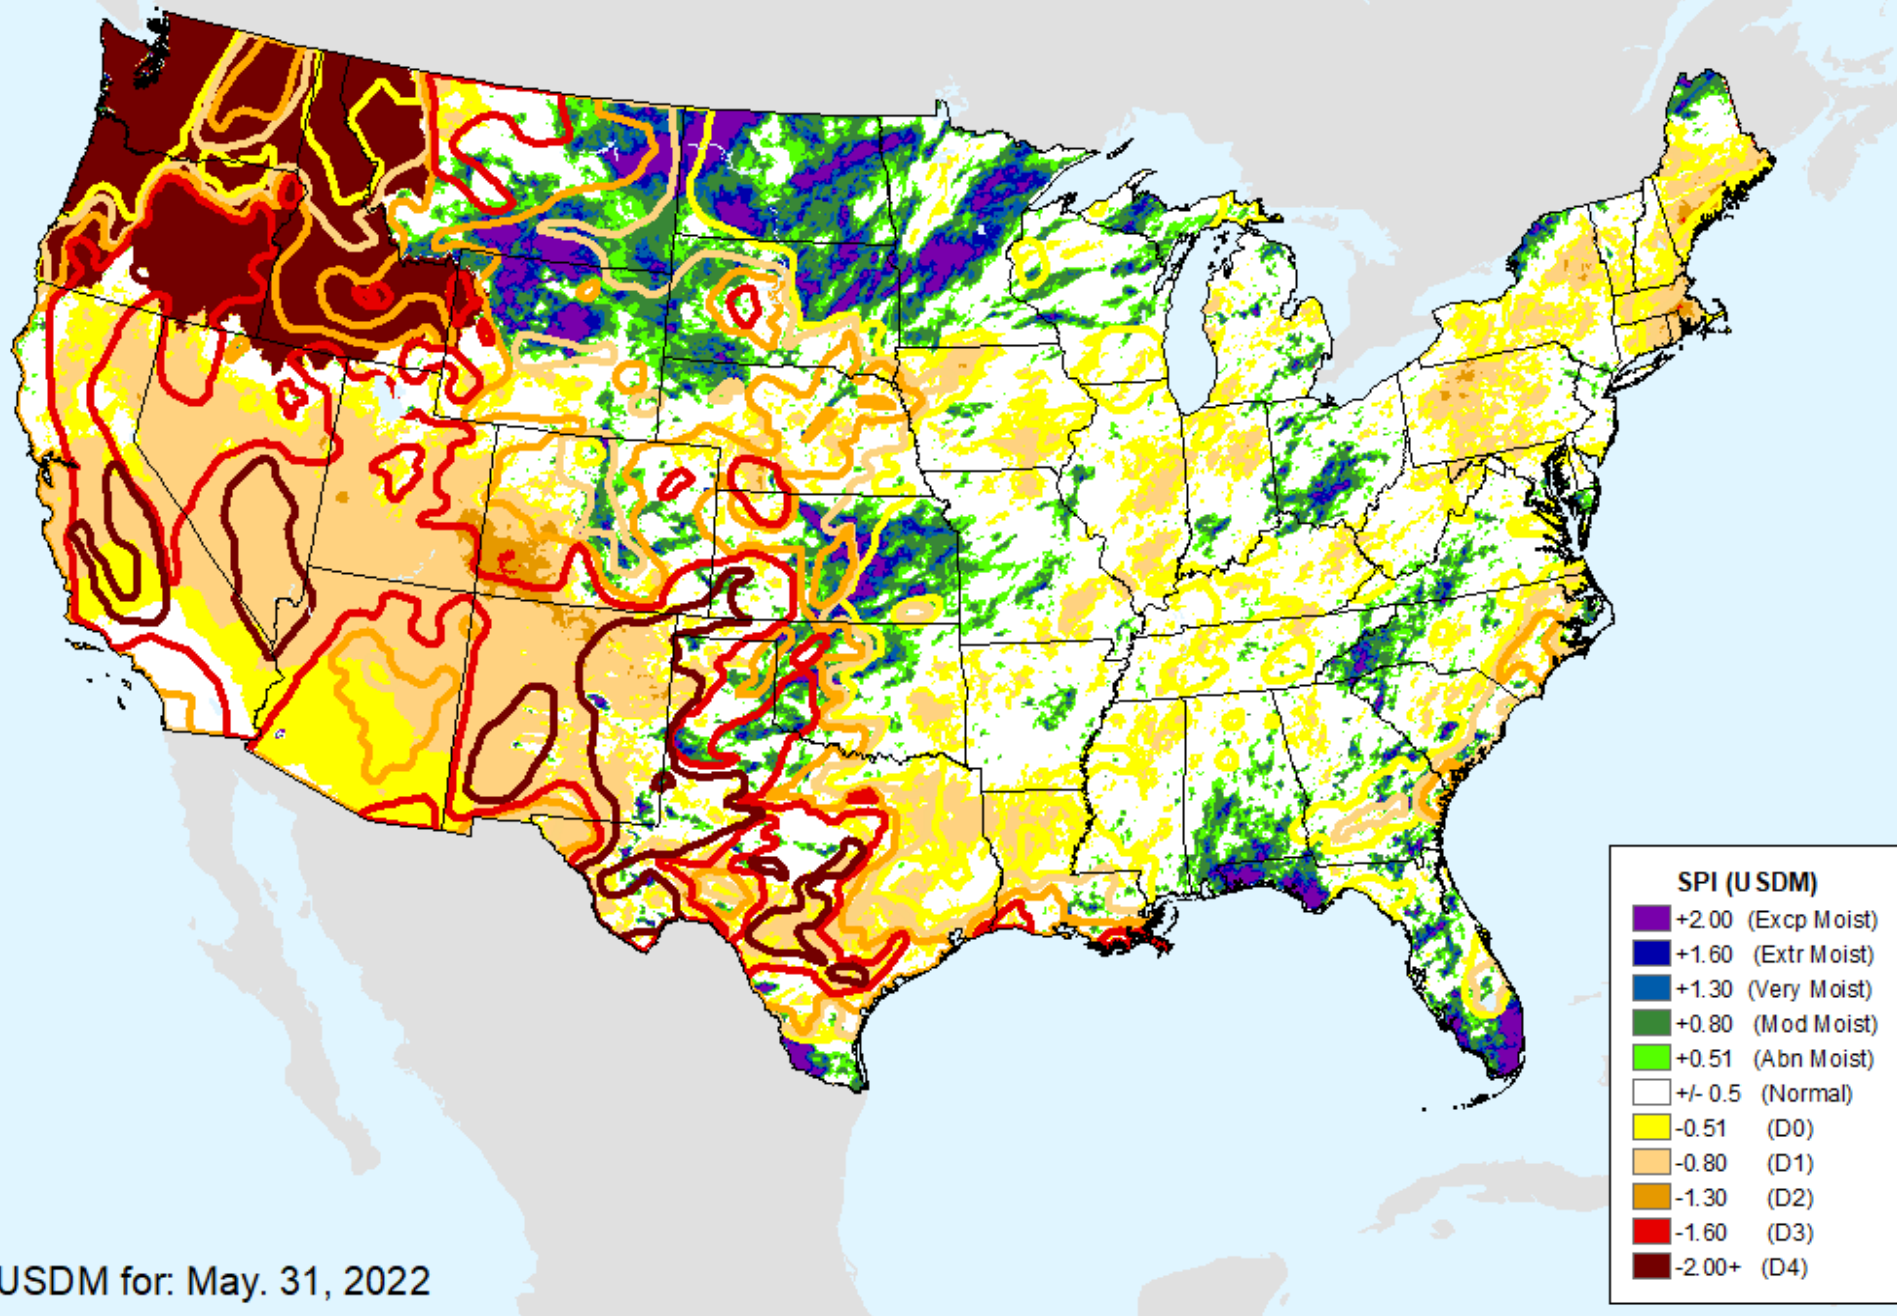 SPI (USDM)
+2.00 (Excp Moist)
+1.60 (Extr Moist)
+1.30 (Very Moist)
+0.80 (Mod Moist)
+0.51 (Abn Moist)
+/- 0.5 (Normal)
-0.51 (D0)
-0.80 (D1)
-1.30 (D2)
-1.60 (D3)
-2.00+ (D4)
USDM for: May. 31, 2022